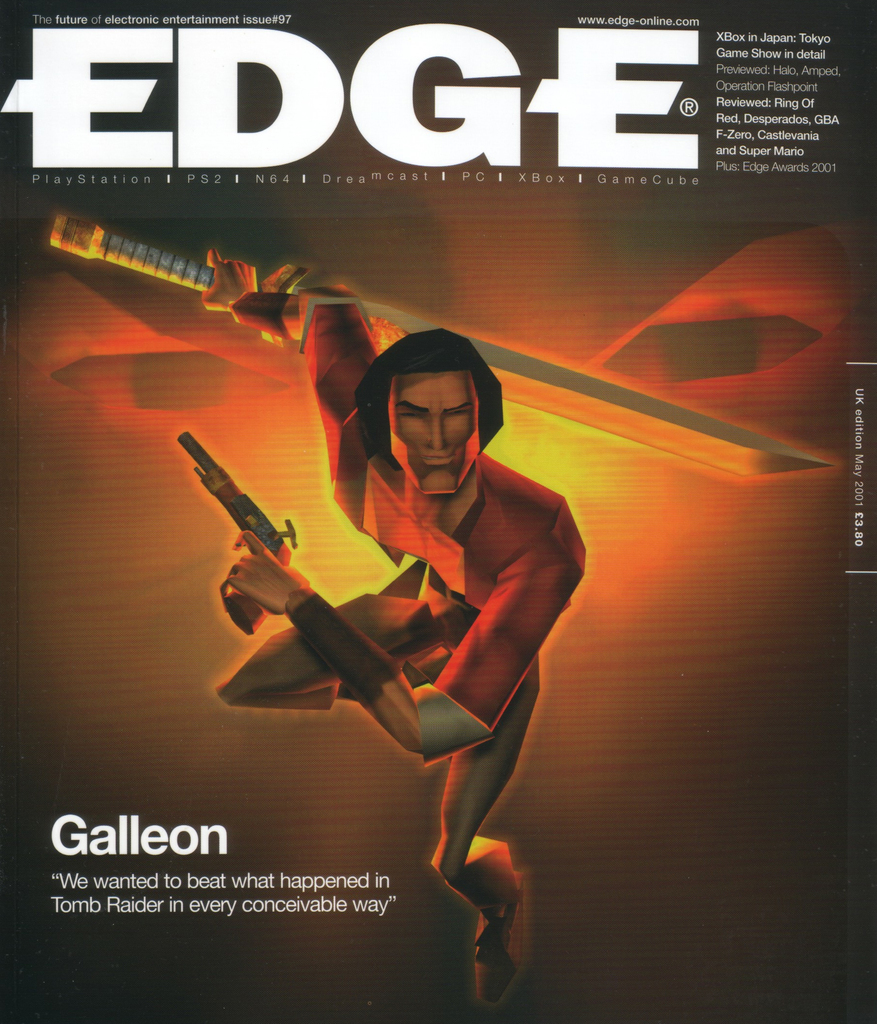 The future of electronic entertainment issue#97
www.edge-online.com
EDGE®
PlayStation | PS2 | N64 | Dreamcast | PC | XBox | GameCube
XBox in Japan: Tokyo
Game Show in detail
Previewed: Halo, Amped,
Operation Flashpoint
Reviewed: Ring Of
Red, Desperados, GBA
F-Zero, Castlevania
and Super Mario
Plus: Edge Awards 2001
UK edition May 2001 £3.80
Galleon
“We wanted to beat what happened in
Tomb Raider in every conceivable way”